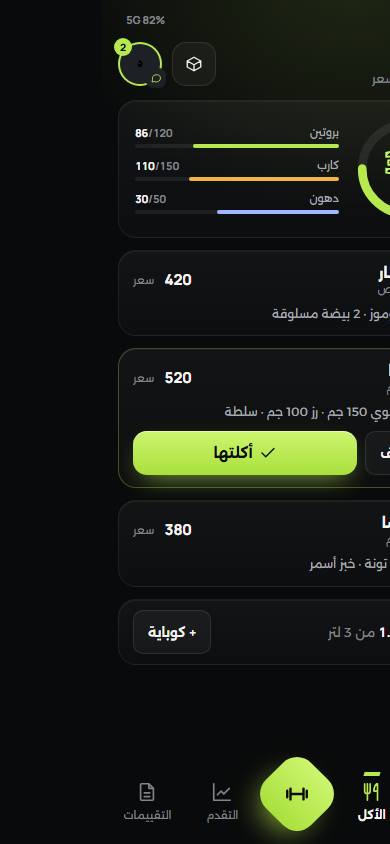 5G 82%
2
سعر
بروتين 86/120
كارب 110/150
دهون 30/50
420 سعر
موز · 2 بيضة مسلوقة
520 سعر
وي 150 جم · رز 100 جم · سلطة
أكلتها
380 سعر
تونة · خبز أسمر
من 3 لتر
+ كوباية
الأكل
التقدم
التقييمات